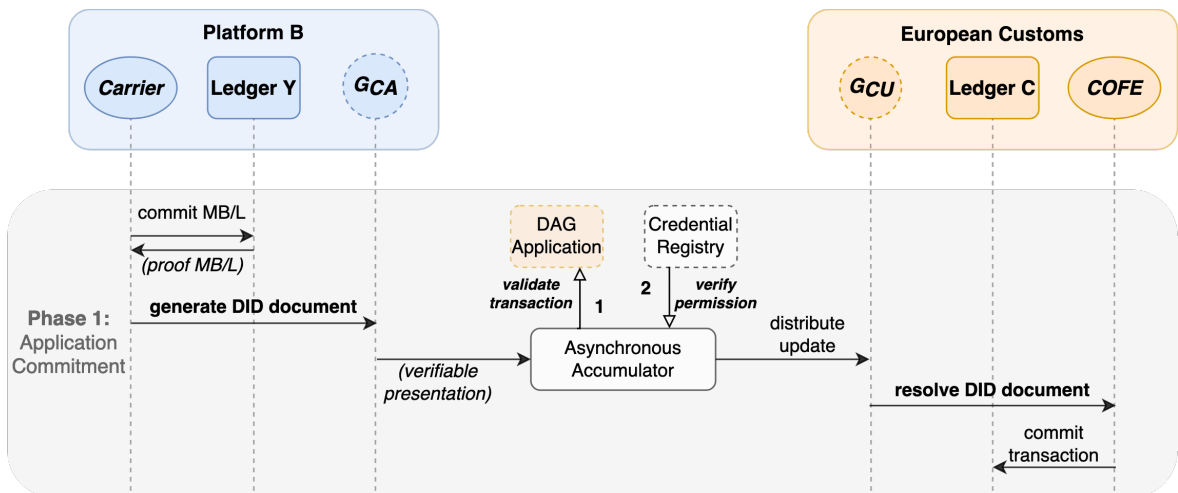 Platform B
European Customs
Carrier
Ledger Y
GCA
GCU
Ledger C
COFE
commit MB/L
(proof MB/L)
DAG
Application
Credential
Registry
validate
transaction
1
2
verify
permission
Phase 1:
Application
Commitment
generate DID document
(verifiable
presentation)
Asynchronous
Accumulator
distribute
update
resolve DID document
commit
transaction